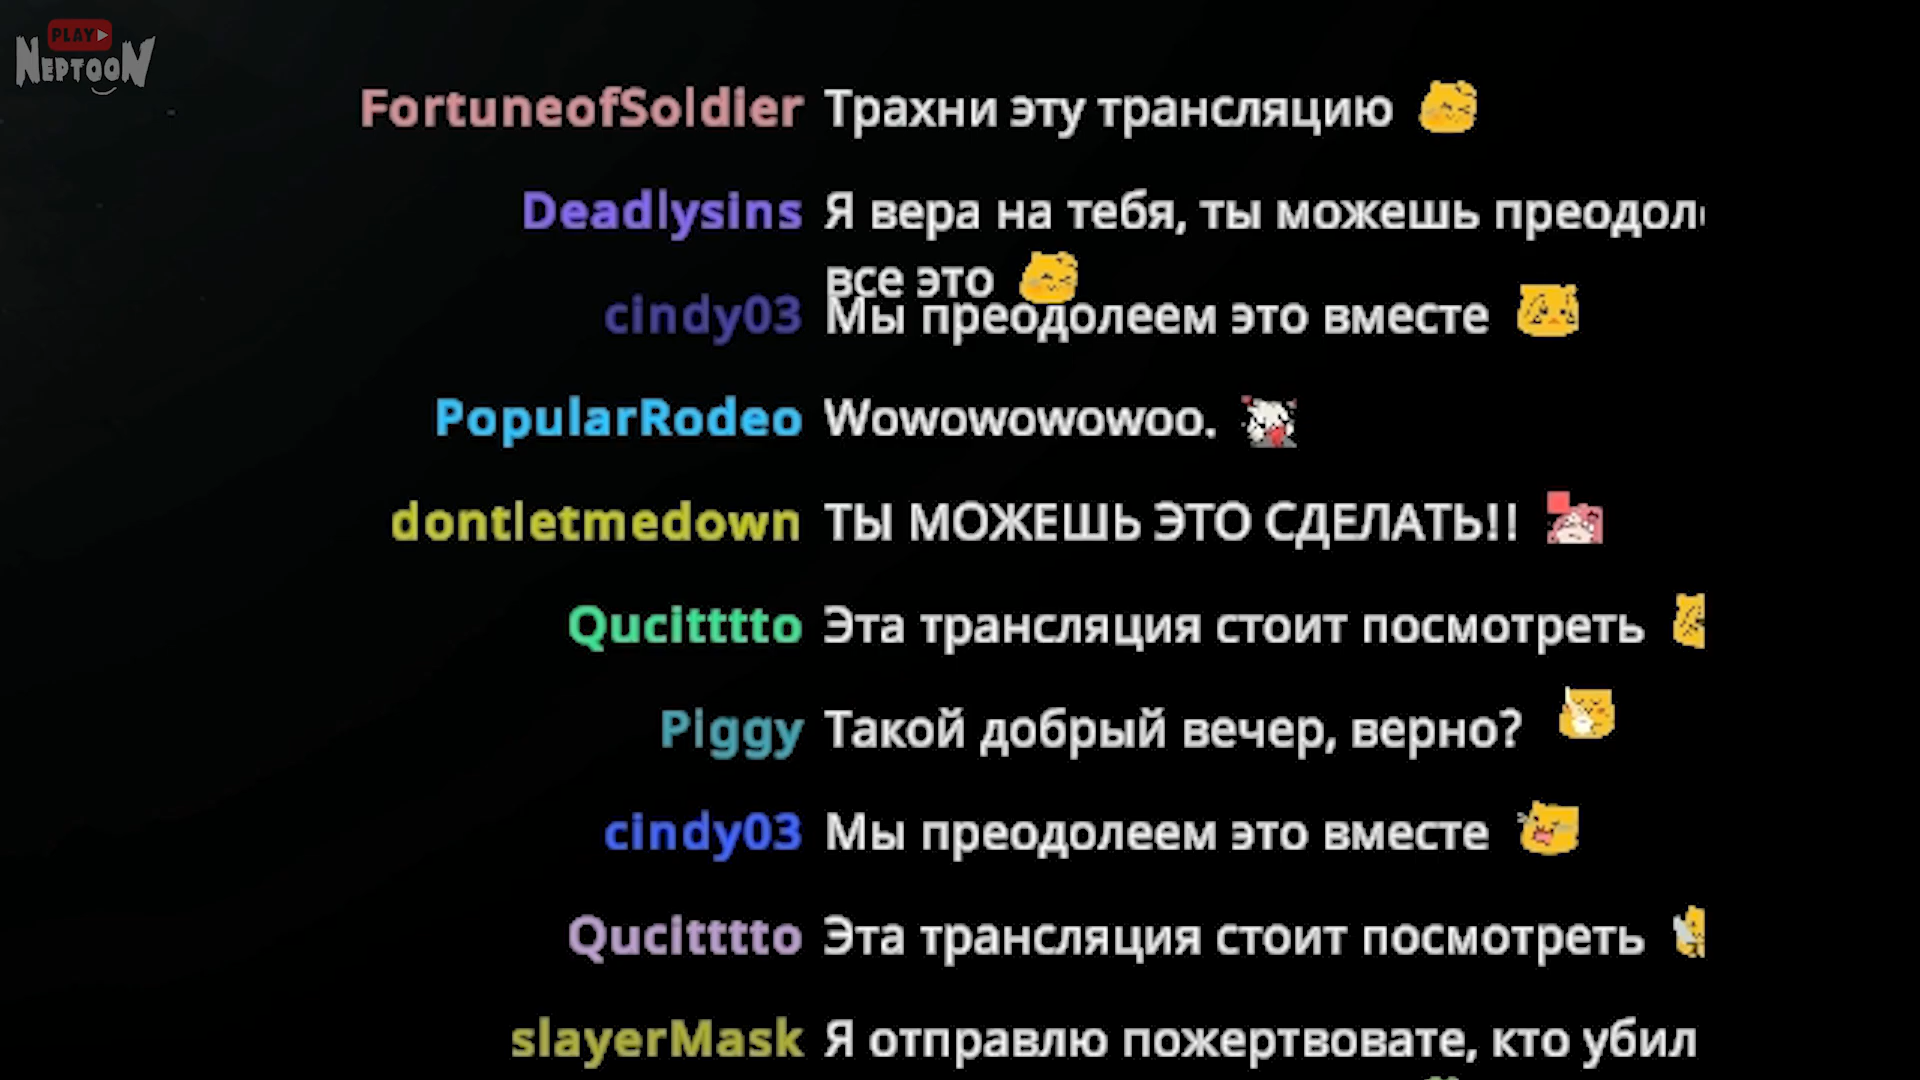 PLAY
NEPTOON
FortuneofSoldier Трахни эту трансляцию
Deadlysins Я вера на тебя, ты можешь
все это
cindy03 Мы преодолеем это вместе
PopularRodeo Wowowowowoo.
dontletmedown ТЫ МОЖЕШЬ ЭТО СДЕЛАТЬ!!
Qucitttto Эта трансляция стоит посмотреть
Piggy Такой добрый вечер, верно?
cindy03 Мы преодолеем это вместе
Qucitttto Эта трансляция стоит посмотреть
slayerMask Я отправлю пожертвовате, кто убил